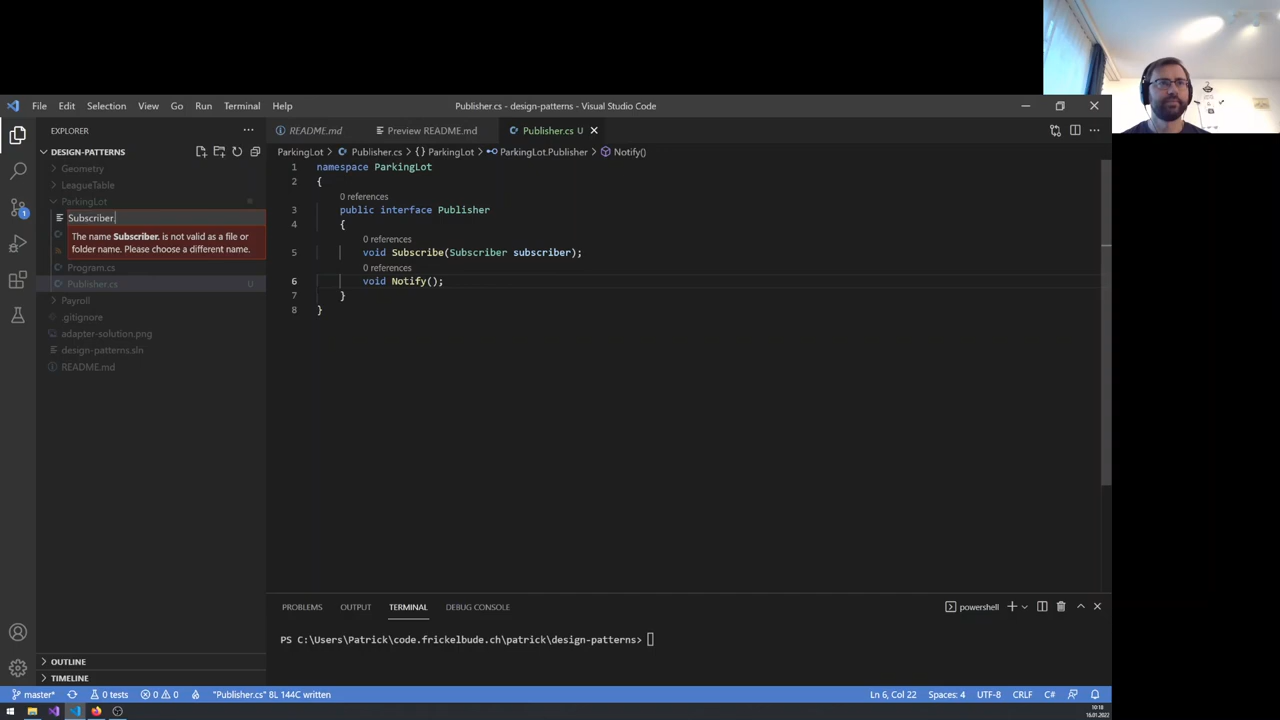 File Edit Selection View Go Run Terminal Help
Publisher.cs - design-patterns - Visual Studio Code
EXPLORER
README.md
Preview README.md
Publisher.cs U
DESIGN-PATTERNS
ParkingLot > Publisher.cs > {} ParkingLot > ParkingLot.Publisher > Notify()
Geometry
LeagueTable
ParkingLot
Subscriber.
The name Subscriber. is not valid as a file or
folder name. Please choose a different name.
Program.cs
Publisher.cs U
Payroll
.gitignore
adapter-solution.png
design-patterns.sln
README.md
1 namespace ParkingLot
2 {
0 references
3 public interface Publisher
4 {
0 references
5 void Subscribe(Subscriber subscriber);
0 references
6 void Notify();
7 }
8 }
PROBLEMS OUTPUT TERMINAL DEBUG CONSOLE
powershell
PS C:\Users\Patrick\code.frickelbude.ch\patrick\design-patterns>
OUTLINE
TIMELINE
1
master* 0 tests 0 0 "Publisher.cs" 8L 144C written
Ln 6, Col 22 Spaces: 4 UTF-8 CRLF C#
10:18
16.01.2022